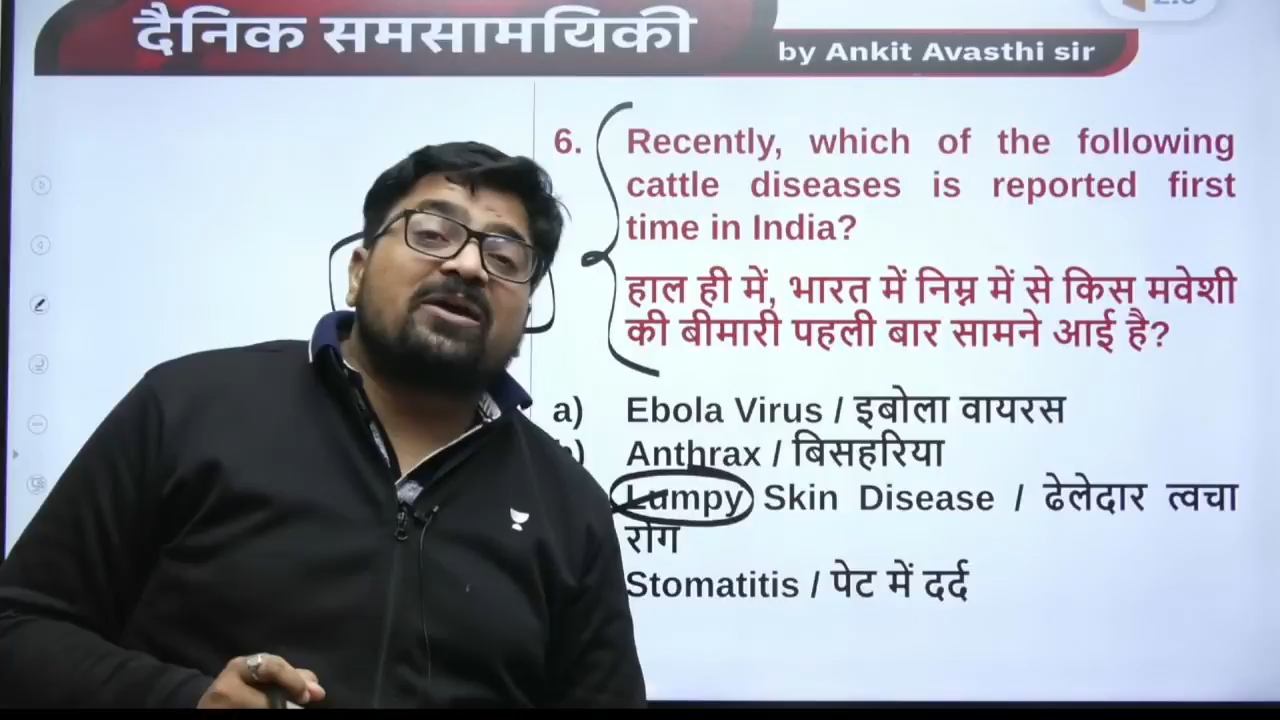 दैनिक समसामयिकी
by Ankit Avasthi sir
6. Recently, which of the following
cattle diseases is reported first
time in India?
हाल ही में, भारत में निम्न में से किस मवेशी
की बीमारी पहली बार सामने आई है?
a) Ebola Virus / इबोला वायरस
Anthrax / बिसहरिया
Lumpy Skin Disease / ढेलेदार त्वचा
रोग
Stomatitis / पेट में दर्द